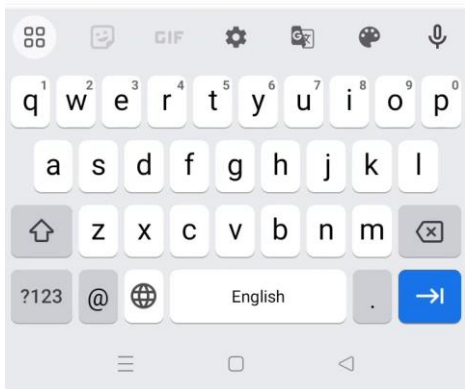 GIF
q1 w2 e3 r4 t5 y6 u7 i8 o9 p0
a s d f g h j k l
z x c v b n m
?123 @ English .